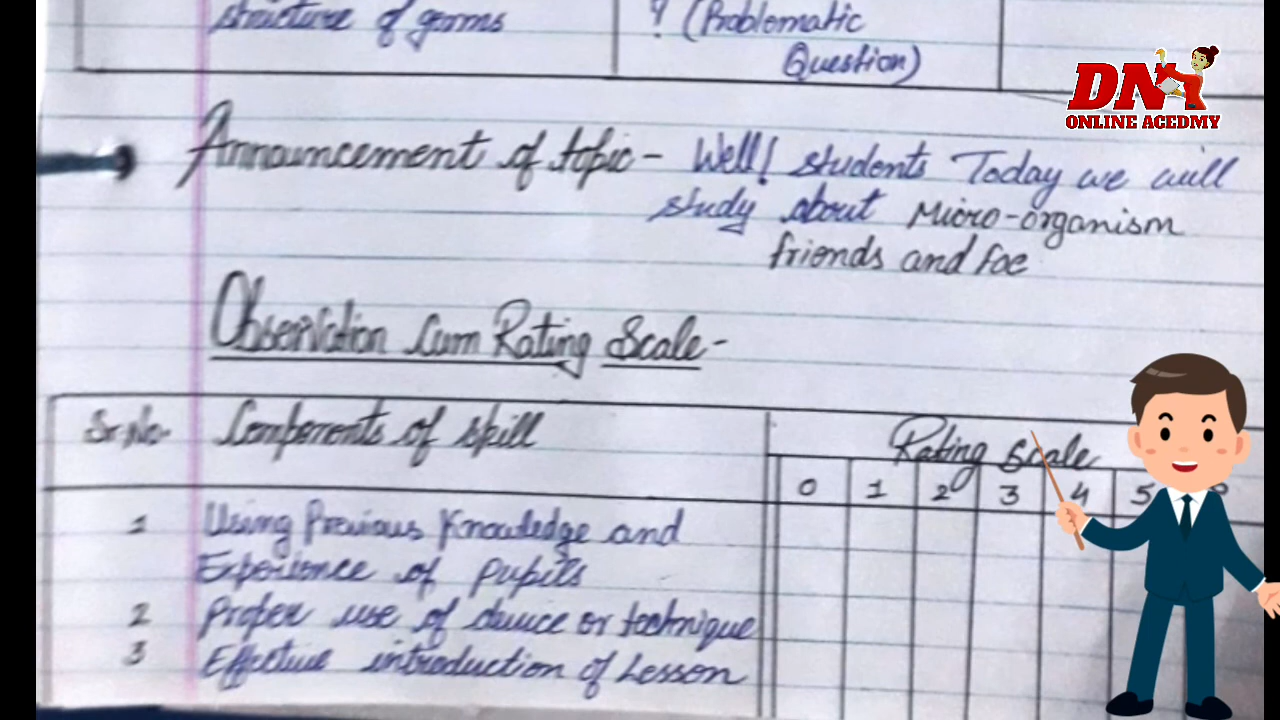 structure of germs
? (Problematic
Question)
DN
ONLINE ACEDMY
Announcement of topic - Well! students Today we will
study about Micro-organism
friends and foe
Observation Cum Rating Scale -
Sr.No. Components of skill
Rating Scale
0 1 2 3 4 5
1 Using Previous Knowledge and
Experience of pupils
2 Proper use of device or technique
3 Effective introduction of Lesson